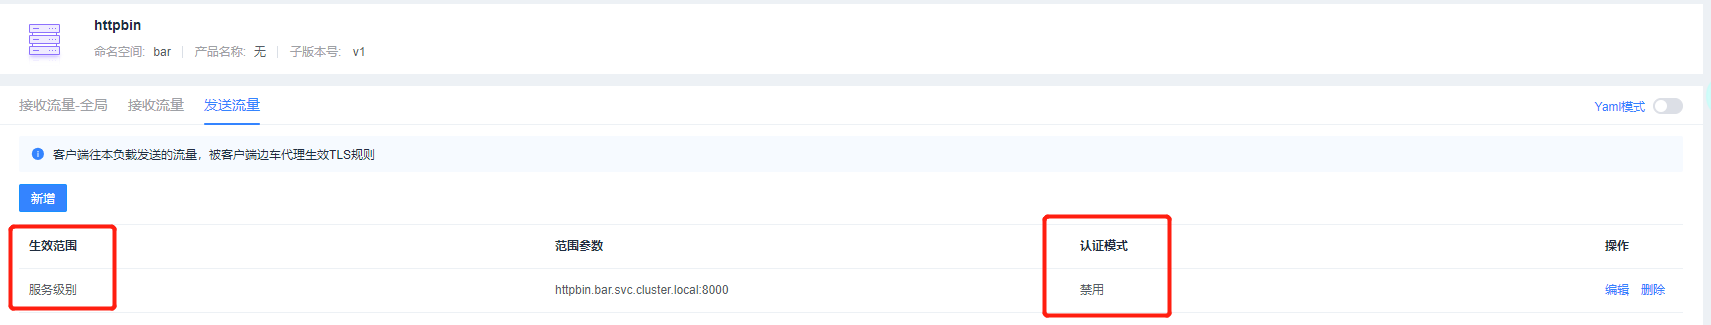 httpbin
命名空间: bar 产品名称: 无 子版本号: v1
接收流量-全局 接收流量 发送流量 Yaml模式
客户端往本负载发送的流量，被客户端边车代理生效TLS规则
新增
生效范围 范围参数 认证模式 操作
服务级别 httpbin.bar.svc.cluster.local:8000 禁用 编辑 删除